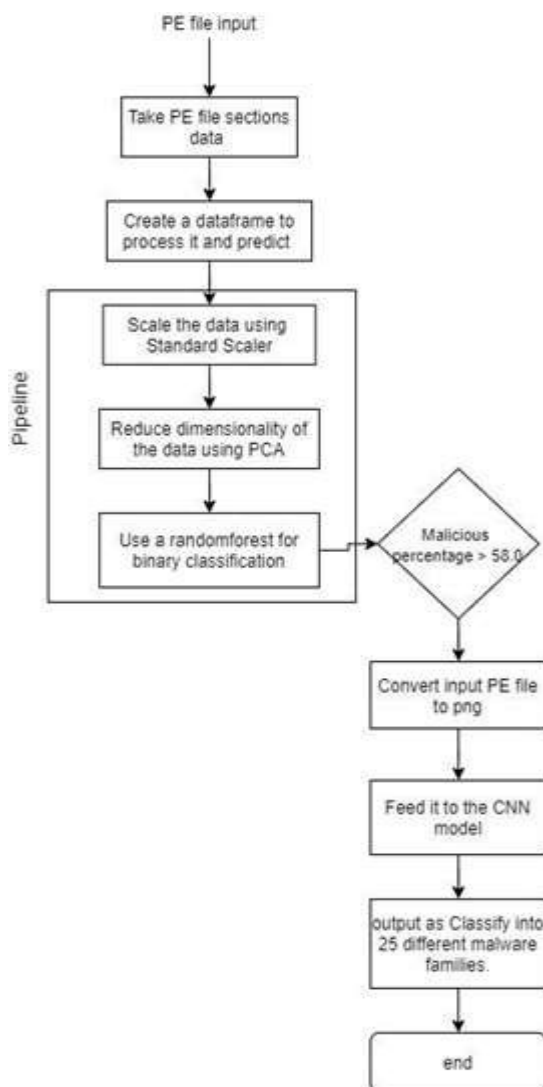 PE file input
Take PE file sections
data
Create a dataframe to
process it and predict
Pipeline
Scale the data using
Standard Scaler
Reduce dimensionality of
the data using PCA
Use a randomforest for
binary classification
Malicious
percentage > 58.0
Convert input PE file
to png
Feed it to the CNN
model
output as Classify into
25 different malware
families.
end